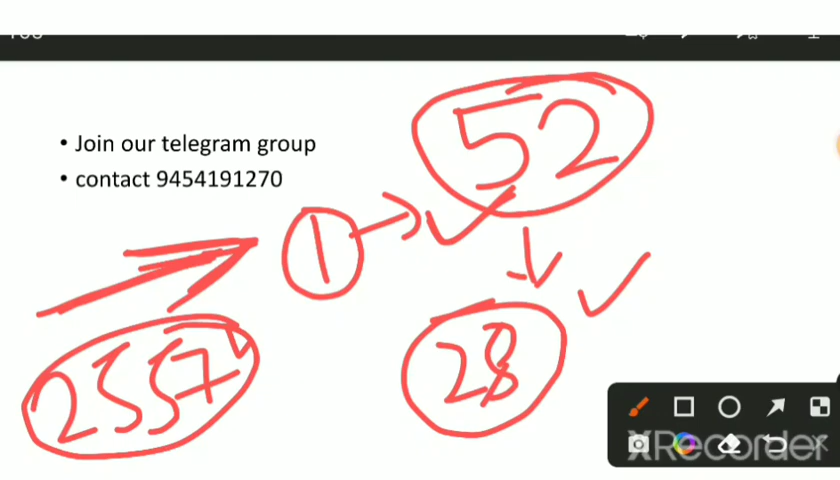 52
• Join our telegram group
• contact 9454191270
1
28
2557
XRecorder